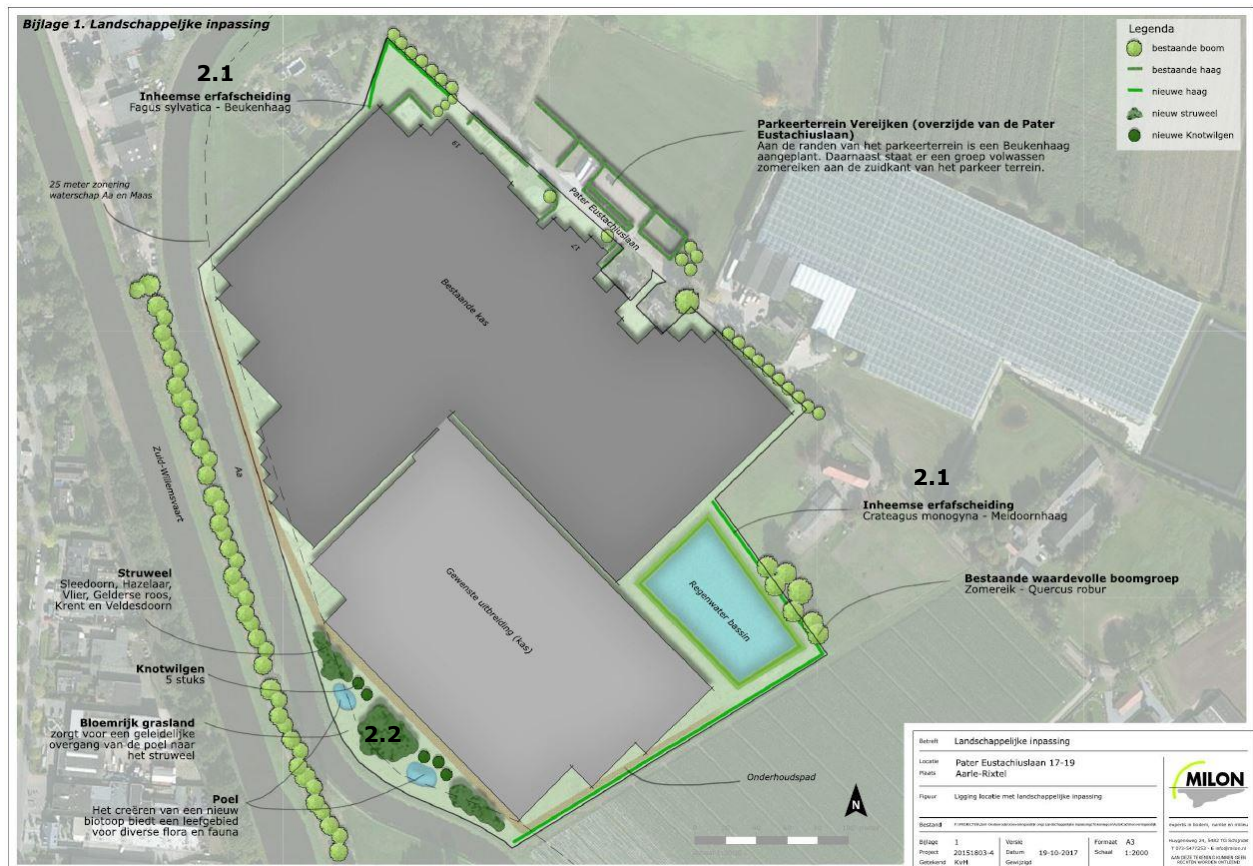 Bijlage 1. Landschappelijke inpassing
2.1
Inheemse erfafscheiding
Fagus sylvatica - Beukenhaag
25 meter zonering
waterschap Aa en Maas
Legenda
bestaande boom
bestaande haag
nieuwe haag
nieuw struweel
nieuwe Knotwilgen
Parkeerterrein Vereijken (overzijde van de Pater
Eustachiuslaan)
Aan de randen van het parkeerterrein is een Beukenhaag
aangeplant. Daarnaast staat er een groep volwassen
zomereiken aan de zuidkant van het parkeer terrein.
19
Pater Eustachiuslaan
17
Bestaande kas
Zuid-Willemsvaart
Aa
2.1
Inheemse erfafscheiding
Crateagus monogyna - Meidoornhaag
Bestaande waardevolle boomgroep
Zomereik - Quercus robur
Regenwater bassin
Gewenste uitbreiding (kas)
Struweel
Sleedoorn, Hazelaar,
Vlier, Gelderse roos,
Krent en Veldesdoorn
Knotwilgen
5 stuks
Bloemrijk grasland
zorgt voor een geleidelijke
overgang van de poel naar
het struweel
2.2
Poel
Het creëren van een nieuw
biotoop biedt een leefgebied
voor diverse flora en fauna
Onderhoudspad
N
Betreft Landschappelijke inpassing
Locatie Pater Eustachiuslaan 17-19
Plaats Aarle-Rixtel
Figuur Ligging locatie met landschappelijke inpassing
Bestand
Bijlage 1 Versie Formaat A3
Project 20151803-4 Datum 19-10-2017 Schaal 1:2000
Getekend KvM Gewijzigd
MILON